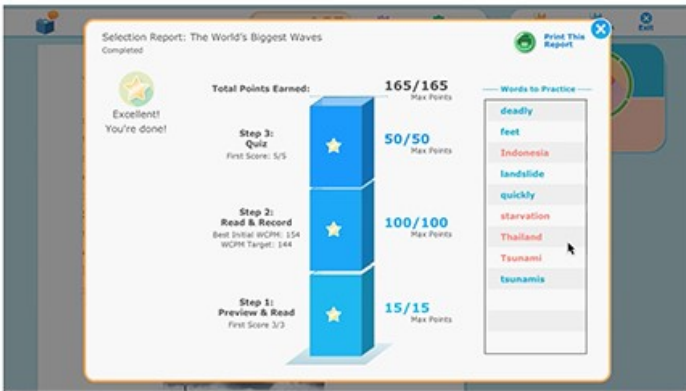 Exit
Selection Report: The World's Biggest Waves
Completed
Print This
Report
Excellent!
You're done!
Total Points Earned:
165/165
Max Points
Step 3:
Quiz
First Score: 5/5
50/50
Max Points
Step 2:
Read & Record
Best Initial WCPM: 154
WCPM Target: 144
100/100
Max Points
Step 1:
Preview & Read
First Score 3/3
15/15
Max Points
Words to Practice
deadly
feet
Indonesia
landslide
quickly
starvation
Thailand
Tsunami
tsunamis